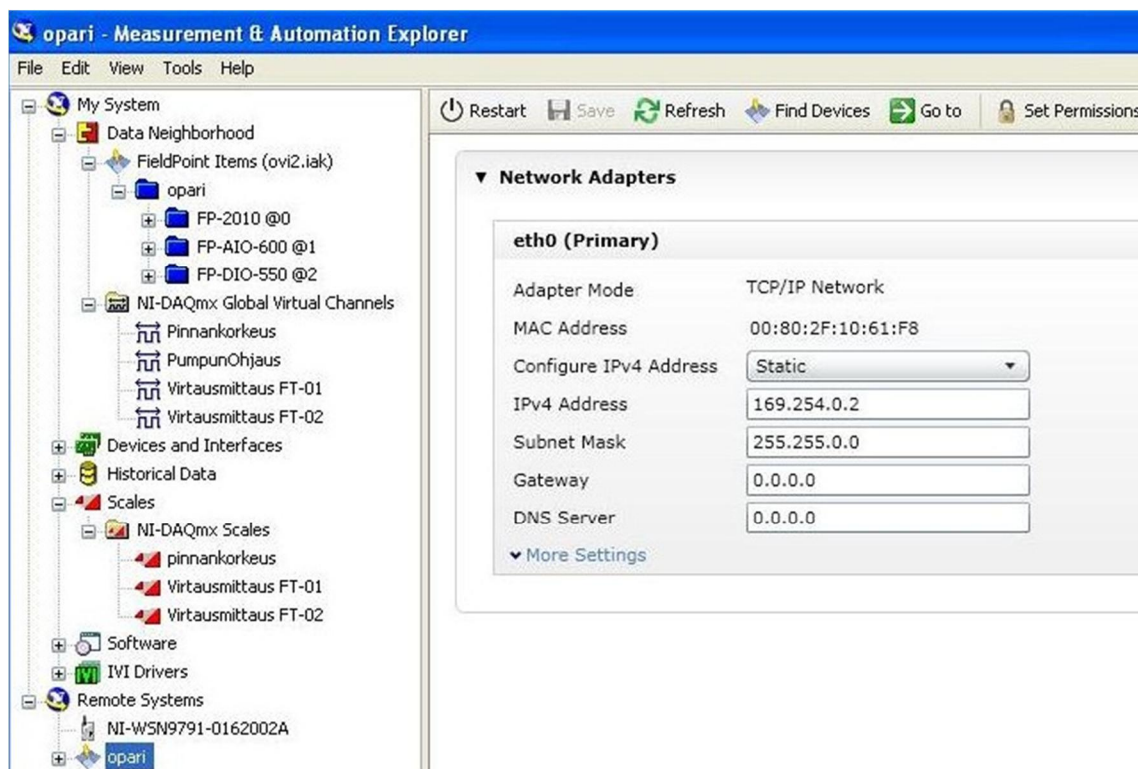 opari - Measurement & Automation Explorer
File Edit View Tools Help
My System
Data Neighborhood
FieldPoint Items (ovi2.iak)
opari
FP-2010 @0
FP-AIO-600 @1
FP-DIO-550 @2
NI-DAQmx Global Virtual Channels
Pinnankorkeus
PumpunOhjaus
Virtausmittaus FT-01
Virtausmittaus FT-02
Devices and Interfaces
Historical Data
Scales
NI-DAQmx Scales
pinnankorkeus
Virtausmittaus FT-01
Virtausmittaus FT-02
Software
IVI Drivers
Remote Systems
NI-WSN9791-0162002A
opari
Restart Save Refresh Find Devices Go to Set Permissions
Network Adapters
eth0 (Primary)
Adapter Mode TCP/IP Network
MAC Address 00:80:2F:10:61:F8
Configure IPv4 Address Static
IPv4 Address 169.254.0.2
Subnet Mask 255.255.0.0
Gateway 0.0.0.0
DNS Server 0.0.0.0
More Settings